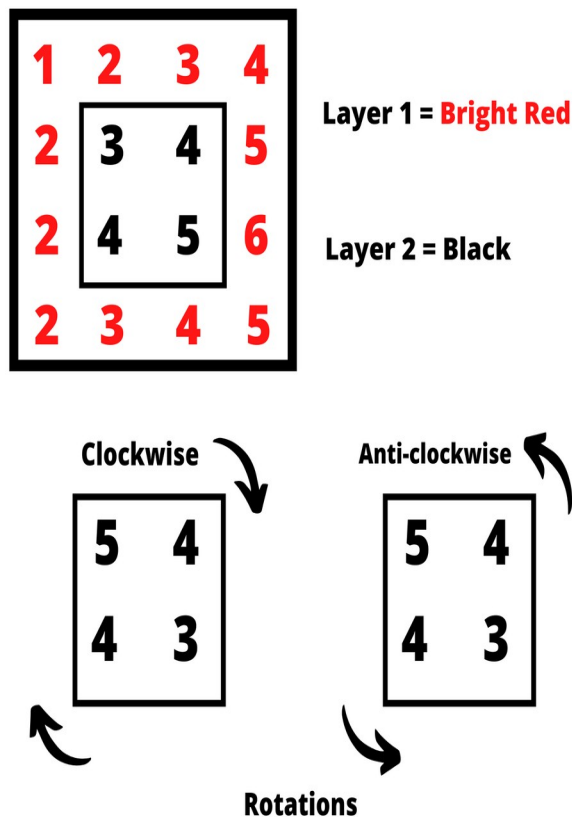 1 2 3 4
2 3 4 5
2 4 5 6
2 3 4 5
Layer 1 = Bright Red
Layer 2 = Black
Clockwise
5 4
4 3
Anti-clockwise
5 4
4 3
Rotations